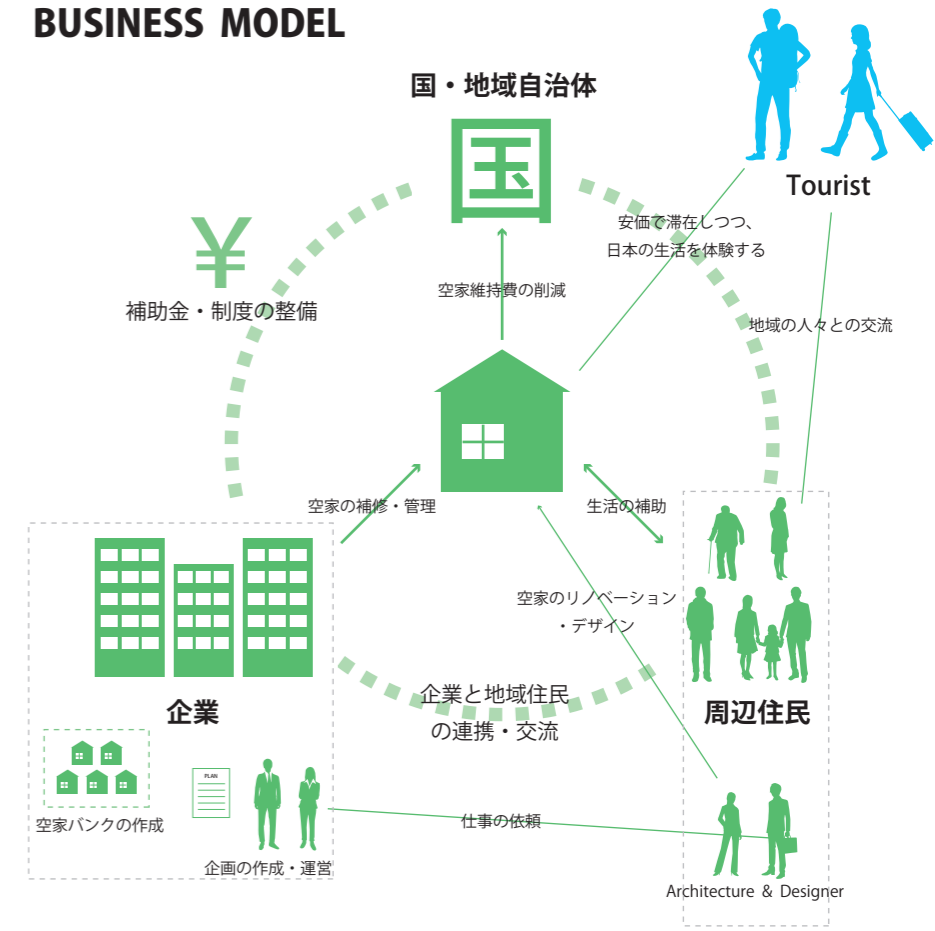 BUSINESS MODEL
国・地域自治体
国
Tourist
¥
補助金・制度の整備
安価で滞在しつつ、
日本の生活を体験する
空家維持費の削減
地域の人々との交流
空家の補修・管理
生活の補助
空家のリノベーション
・デザイン
企業
企業と地域住民
の連携・交流
周辺住民
PLAN
空家バンクの作成
企画の作成・運営
仕事の依頼
Architecture & Designer